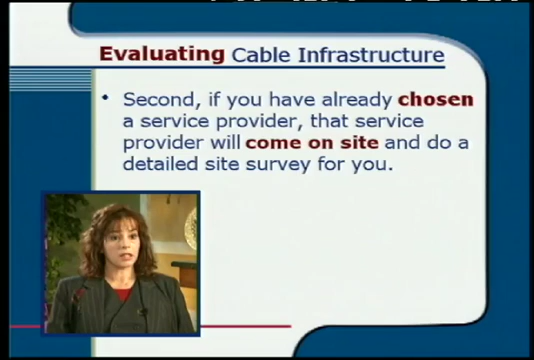 Evaluating Cable Infrastructure
• Second, if you have already chosen
a service provider, that service
provider will come on site and do a
detailed site survey for you.